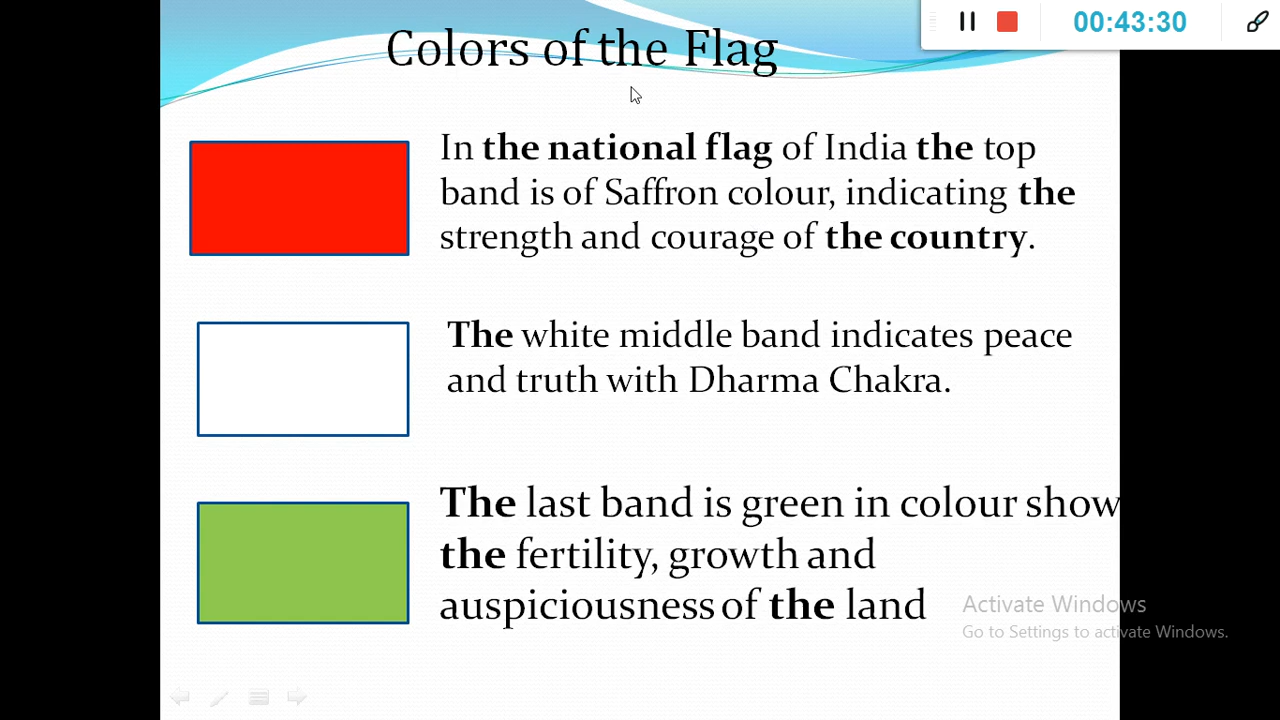 00:43:30
Colors of the Flag
In the national flag of India the top
band is of Saffron colour, indicating the
strength and courage of the country.
The white middle band indicates peace
and truth with Dharma Chakra.
The last band is green in colour show
the fertility, growth and
auspiciousness of the land
Activate Windows
Go to Settings to activate Windows.